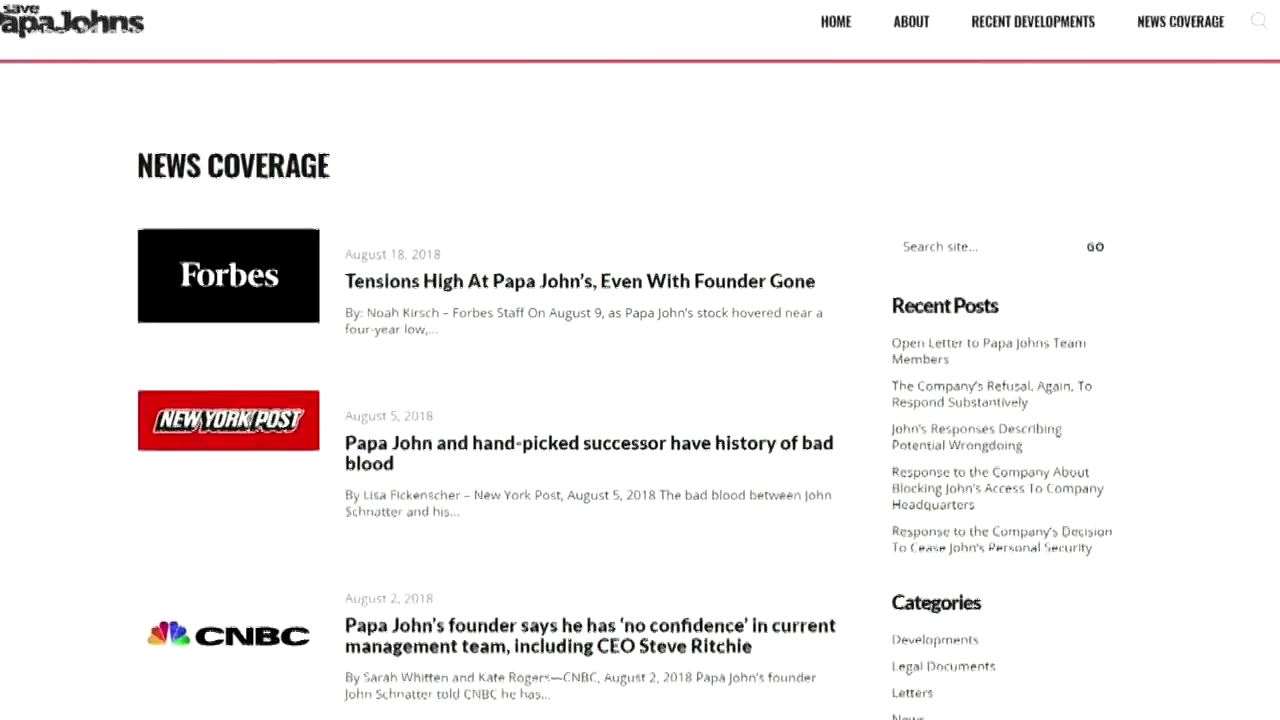 save
PapaJohns
HOME
ABOUT
RECENT DEVELOPMENTS
NEWS COVERAGE
NEWS COVERAGE
Forbes
August 18, 2018
Tensions High At Papa John's, Even With Founder Gone
By: Noah Kirsch – Forbes Staff On August 9, as Papa John's stock hovered near a
four-year low,...
NEW YORK POST
August 5, 2018
Papa John and hand-picked successor have history of bad
blood
By Lisa Fickenscher – New York Post, August 5, 2018 The bad blood between John
Schnatter and his...
CNBC
August 2, 2018
Papa John's founder says he has 'no confidence' in current
management team, including CEO Steve Ritchie
By Sarah Whitten and Kate Rogers—CNBC, August 2, 2018 Papa John's founder
John Schnatter told CNBC he has...
Search site...
GO
Recent Posts
Open Letter to Papa Johns Team
Members
The Company's Refusal, Again, To
Respond Substantively
John's Responses Describing
Potential Wrongdoing
Response to the Company About
Blocking John's Access To Company
Headquarters
Response to the Company's Decision
To Cease John's Personal Security
Categories
Developments
Legal Documents
Letters
News